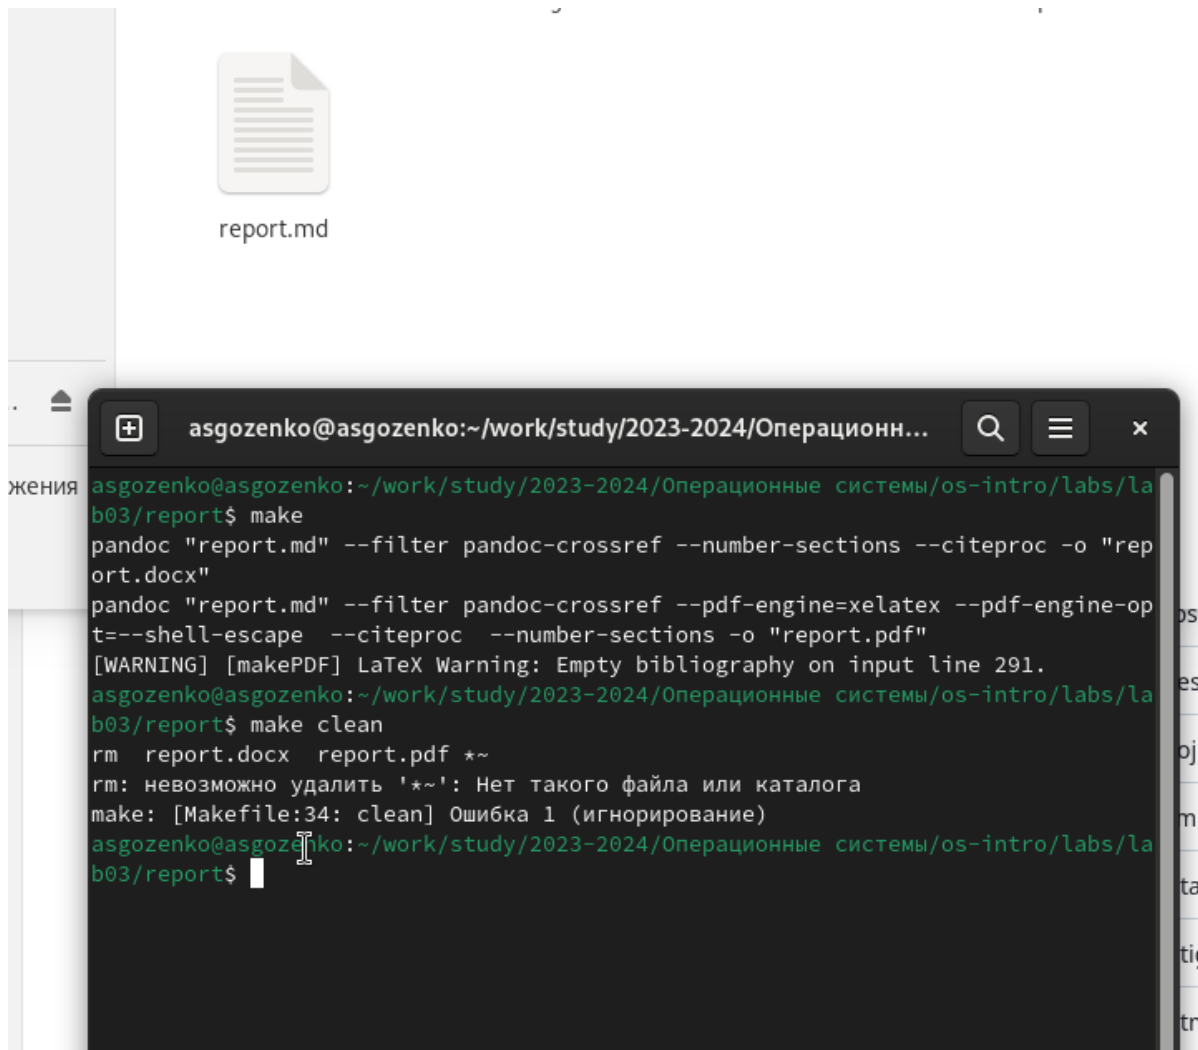 report.md
asgozenko@asgozenko:~/work/study/2023-2024/Операционн...
жения
asgozenko@asgozenko:~/work/study/2023-2024/Операционные системы/os-intro/labs/la
b03/report$ make
pandoc "report.md" --filter pandoc-crossref --number-sections --citeproc -o "rep
ort.docx"
pandoc "report.md" --filter pandoc-crossref --pdf-engine=xelatex --pdf-engine-op
t=--shell-escape  --citeproc  --number-sections -o "report.pdf"
[WARNING] [makePDF] LaTeX Warning: Empty bibliography on input line 291.
asgozenko@asgozenko:~/work/study/2023-2024/Операционные системы/os-intro/labs/la
b03/report$ make clean
rm  report.docx  report.pdf *~
rm: невозможно удалить '*~': Нет такого файла или каталога
make: [Makefile:34: clean] Ошибка 1 (игнорирование)
asgozenko@asgozenko:~/work/study/2023-2024/Операционные системы/os-intro/labs/la
b03/report$